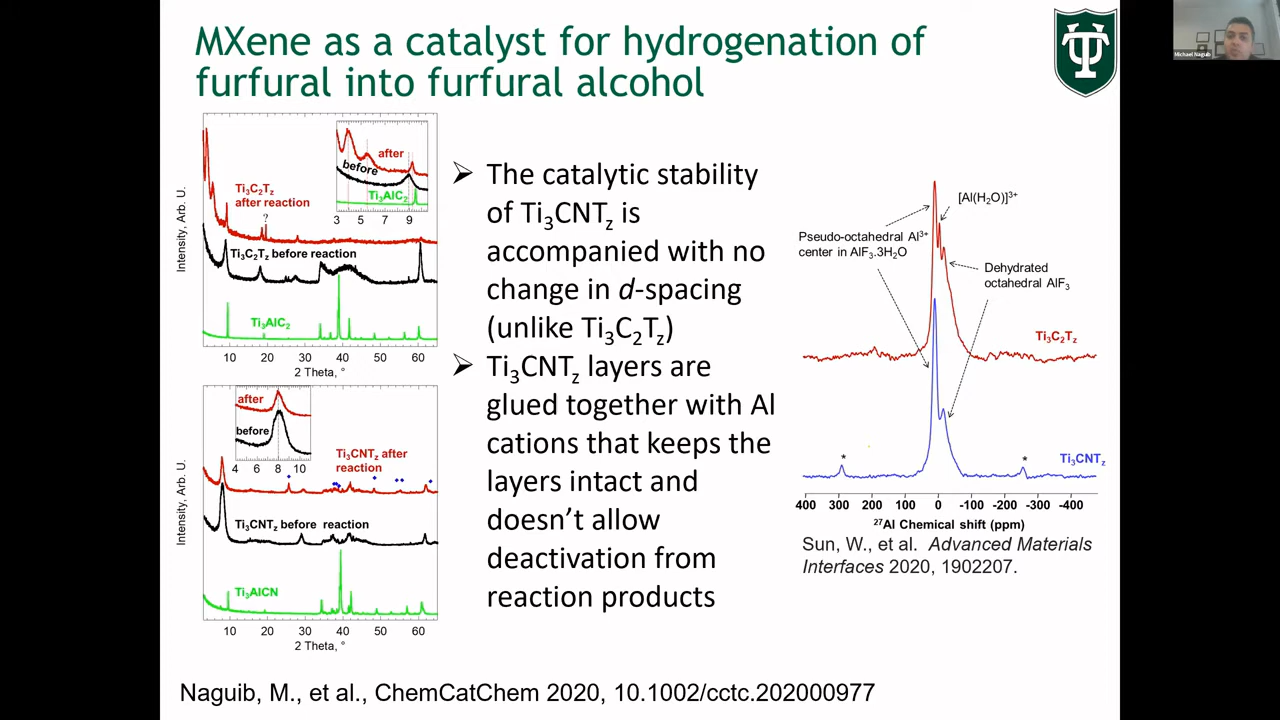 MXene as a catalyst for hydrogenation of
furfural into furfural alcohol
Michael Naguib
Intensity, Arb. U.
Ti₃C₂Tz
after reaction
?
Ti₃C₂Tz before reaction
Ti₃AlC₂
after
before
Ti₃AlC₂
3 5 7 9
10 20 30 40 50 60
2 Theta, °
Intensity, Arb. U.
after
before
4 6 8 10
Ti₃CNTz after
reaction
Ti₃CNTz before reaction
Ti₃AlCN
10 20 30 40 50 60
2 Theta, °
➢ The catalytic stability
of Ti₃CNTz is
accompanied with no
change in d-spacing
(unlike Ti₃C₂Tz)
➢ Ti₃CNTz layers are
glued together with Al
cations that keeps the
layers intact and
doesn't allow
deactivation from
reaction products
[Al(H₂O)]³⁺
Pseudo-octahedral Al³⁺
center in AlF₃.3H₂O
Dehydrated
octahedral AlF₃
Ti₃C₂Tz
Ti₃CNTz
* *
400 300 200 100 0 -100 -200 -300 -400
²⁷Al Chemical shift (ppm)
Sun, W., et al. Advanced Materials
Interfaces 2020, 1902207.
Naguib, M., et al., ChemCatChem 2020, 10.1002/cctc.202000977